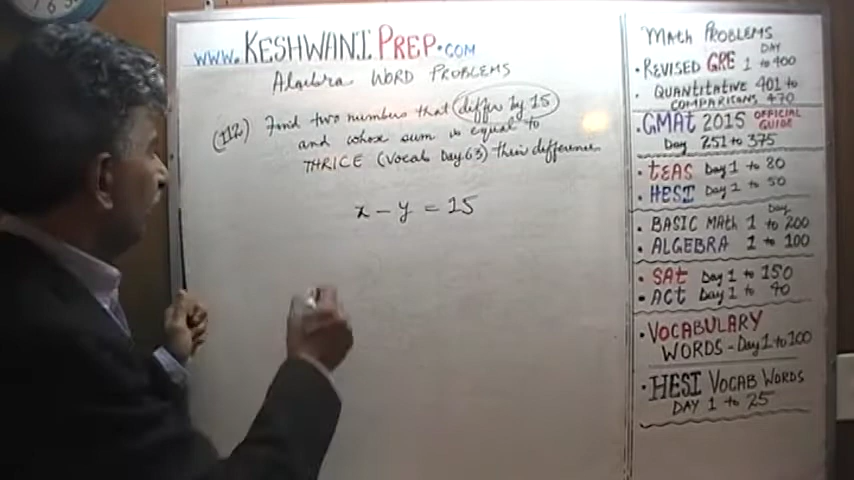 www.KESHWANIPREP.COM
Algebra WORD PROBLEMS
(112) Find two numbers that differ by 15
and whose sum is equal to
THRICE (Vocab Day 63) their difference.
x - y = 15
MATH PROBLEMS
DAY
• REVISED GRE 1 to 400
• QUANTITATIVE 401 to
COMPARISONS 470
• GMAT 2015 OFFICIAL
GUIDE
Day 251 to 375
• TEAS Day 1 to 80
• HESI Day 1 to 50
Day
• BASIC MATH 1 to 200
• ALGEBRA 1 to 100
• SAT Day 1 to 150
• ACT Day 1 to 40
• VOCABULARY
WORDS - Day 1 to 100
• HESI VOCAB WORDS
DAY 1 to 25